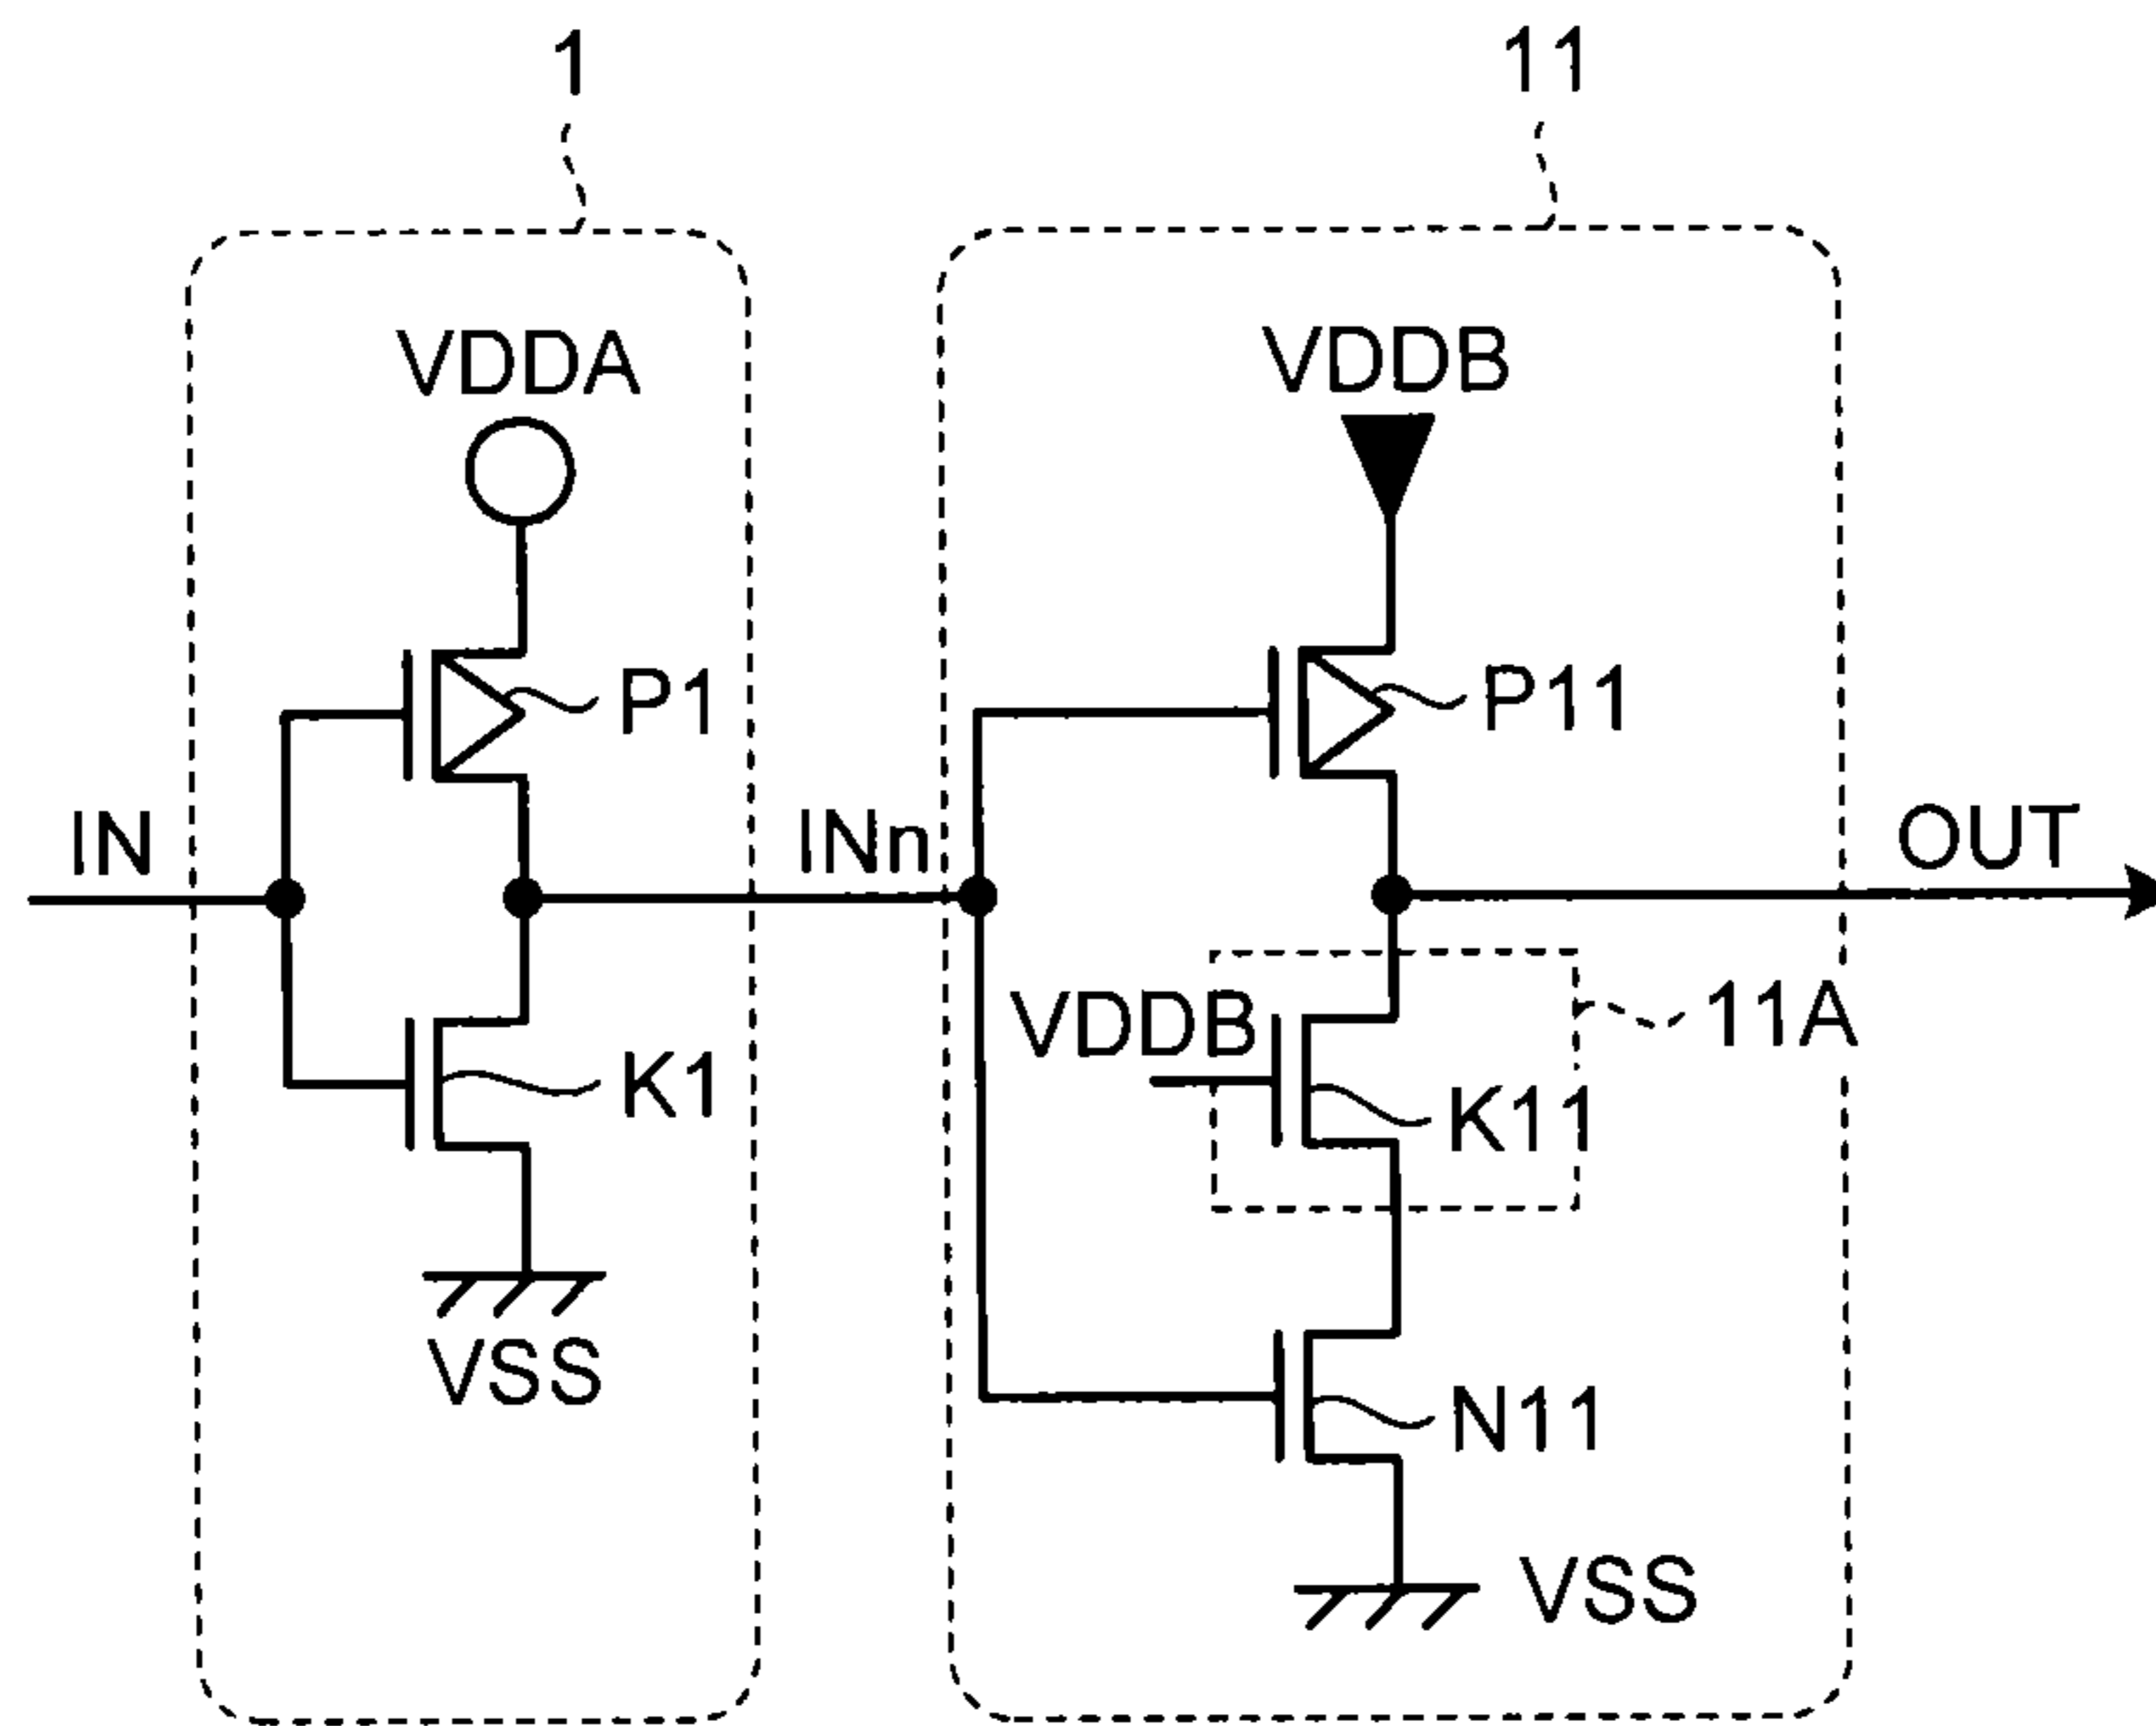 1
11
VDDA
VDDB
P1
P11
IN
INn
OUT
VDDB
11A
K1
K11
VSS
N11
VSS